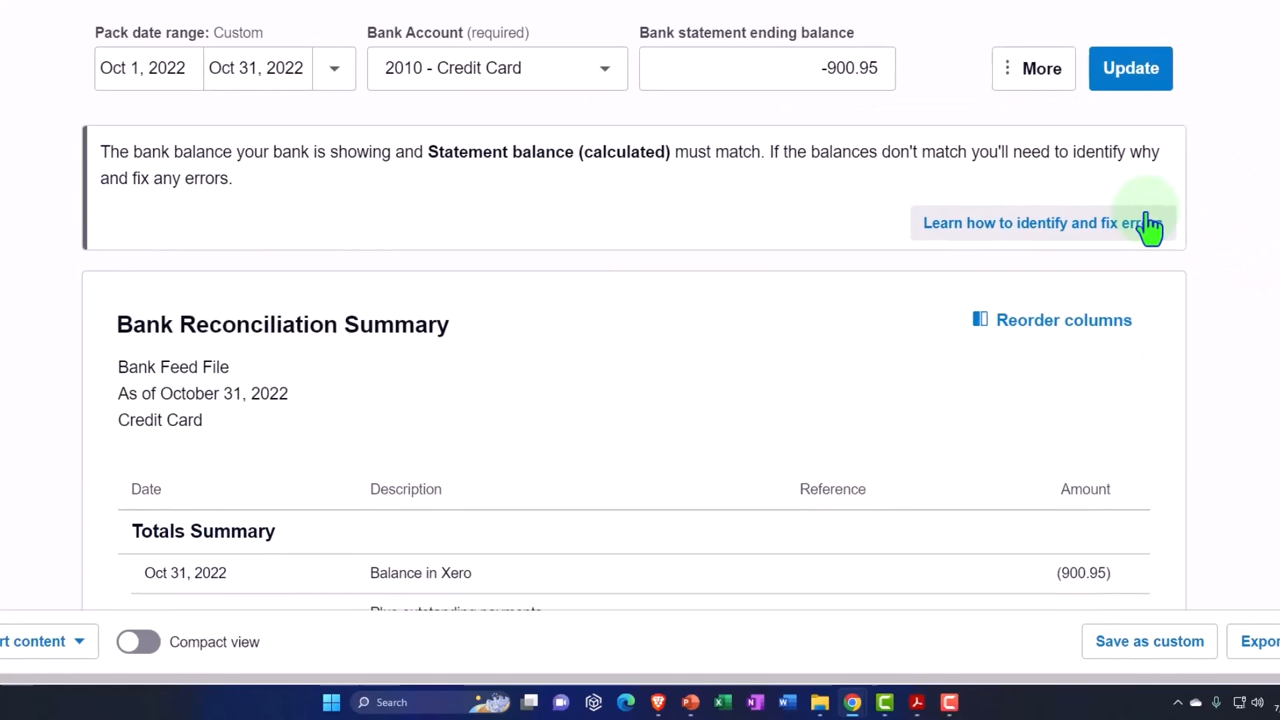 Pack date range: Custom
Bank Account (required)
Bank statement ending balance
Oct 1, 2022
Oct 31, 2022
2010 - Credit Card
-900.95
More
Update
The bank balance your bank is showing and Statement balance (calculated) must match. If the balances don't match you'll need to identify why
and fix any errors.
Learn how to identify and fix
Bank Reconciliation Summary
Reorder columns
Bank Feed File
As of October 31, 2022
Credit Card
Date Description Reference Amount
Totals Summary
Oct 31, 2022 Balance in Xero (900.95)
Plus outstanding payments
content
Compact view
Save as custom
Search